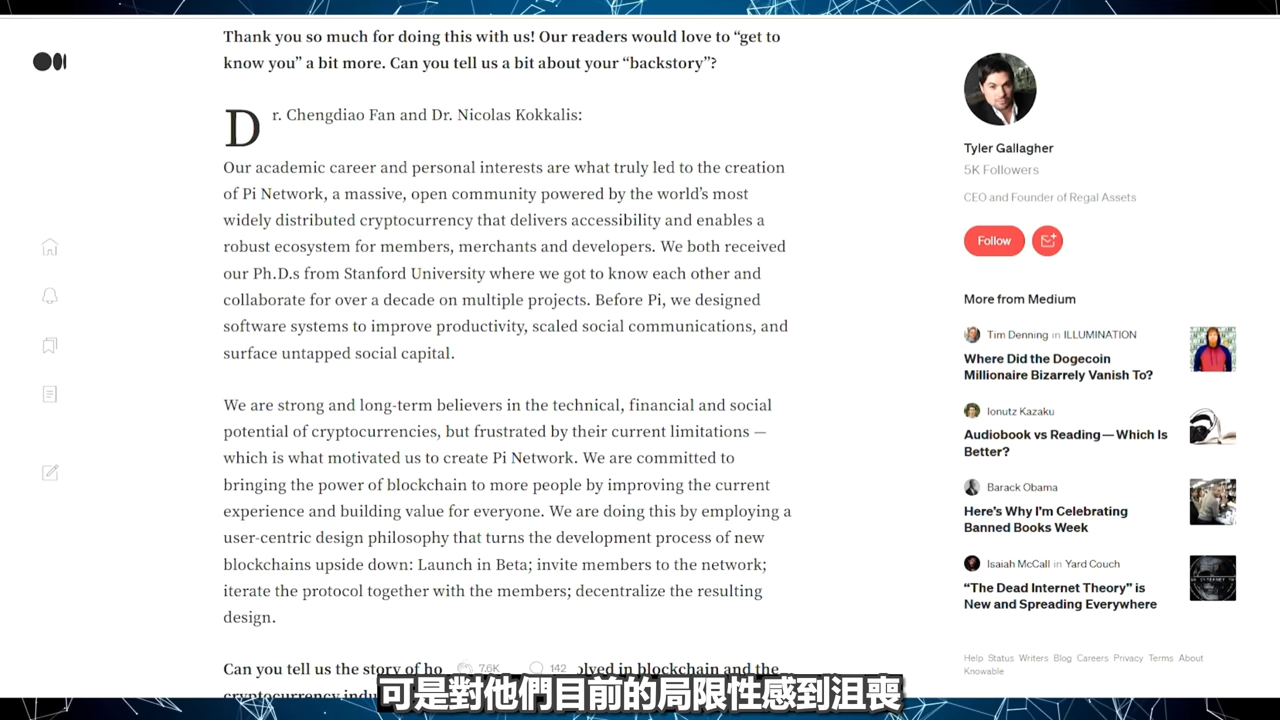 Thank you so much for doing this with us! Our readers would love to “get to
know you” a bit more. Can you tell us a bit about your “backstory”?
Dr. Chengdiao Fan and Dr. Nicolas Kokkalis:
Our academic career and personal interests are what truly led to the creation
of Pi Network, a massive, open community powered by the world’s most
widely distributed cryptocurrency that delivers accessibility and enables a
robust ecosystem for members, merchants and developers. We both received
our Ph.D.s from Stanford University where we got to know each other and
collaborate for over a decade on multiple projects. Before Pi, we designed
software systems to improve productivity, scaled social communications, and
surface untapped social capital.
We are strong and long-term believers in the technical, financial and social
potential of cryptocurrencies, but frustrated by their current limitations —
which is what motivated us to create Pi Network. We are committed to
bringing the power of blockchain to more people by improving the current
experience and building value for everyone. We are doing this by employing a
user-centric design philosophy that turns the development process of new
blockchains upside down: Launch in Beta; invite members to the network;
iterate the protocol together with the members; decentralize the resulting
design.
Can you tell us the story of ho 7.6K 142 olved in blockchain and the
cryptocurrency indu
可是對他們目前的局限性感到沮喪
Tyler Gallagher
5K Followers
CEO and Founder of Regal Assets
Follow
More from Medium
Tim Denning in ILLUMINATION
Where Did the Dogecoin
Millionaire Bizarrely Vanish To?
Ionutz Kazaku
Audiobook vs Reading — Which Is
Better?
Barack Obama
Here’s Why I’m Celebrating
Banned Books Week
Isaiah McCall in Yard Couch
“The Dead Internet Theory” is
New and Spreading Everywhere
Help Status Writers Blog Careers Privacy Terms About
Knowable